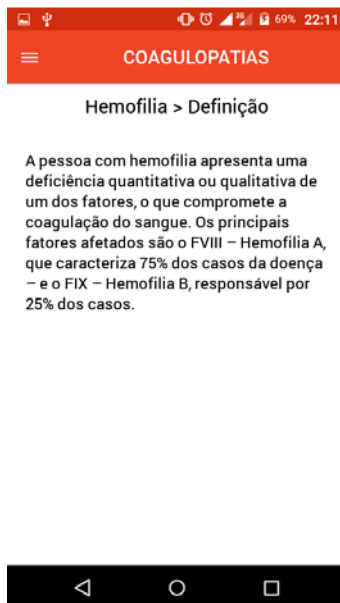 69% 22:11
COAGULOPATIAS
Hemofilia > Definição
A pessoa com hemofilia apresenta uma
deficiência quantitativa ou qualitativa de
um dos fatores, o que compromete a
coagulação do sangue. Os principais
fatores afetados são o FVIII – Hemofilia A,
que caracteriza 75% dos casos da doença
– e o FIX – Hemofilia B, responsável por
25% dos casos.